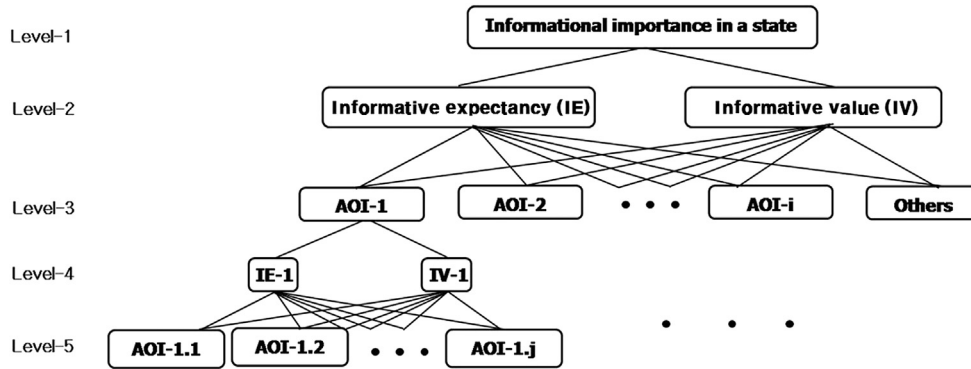 Level-1
Informational importance in a state
Level-2
Informative expectancy (IE)
Informative value (IV)
Level-3
AOI-1
AOI-2
• • •
AOI-i
Others
Level-4
IE-1
IV-1
Level-5
AOI-1.1
AOI-1.2
• • •
AOI-1.j
• • •